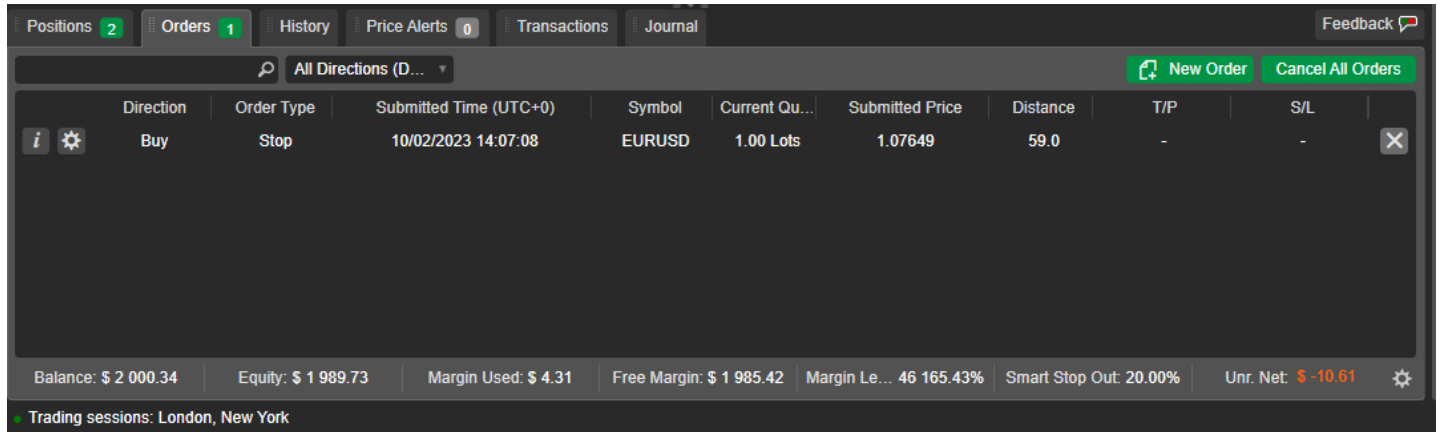 Positions 2 Orders 1 History Price Alerts 0 Transactions Journal Feedback
All Directions (D... New Order Cancel All Orders
Direction Order Type Submitted Time (UTC+0) Symbol Current Qu... Submitted Price Distance T/P S/L
i Buy Stop 10/02/2023 14:07:08 EURUSD 1.00 Lots 1.07649 59.0 - -
Balance: $ 2 000.34 Equity: $ 1 989.73 Margin Used: $ 4.31 Free Margin: $ 1 985.42 Margin Le... 46 165.43% Smart Stop Out: 20.00% Unr. Net: $ -10.61
Trading sessions: London, New York